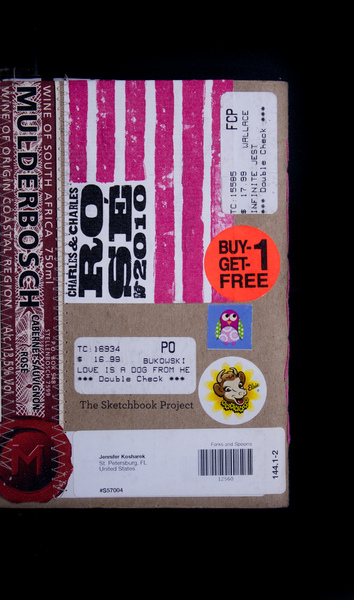 WINE OF SOUTH AFRICA 750ml
MULDERBOSCH
CABERNET SAUVIGNON
ROSÉ
WINE OF ORIGIN COASTAL REGION
Alc. 13,5% Vol.
M
CHARLES & CHARLES
RO
SÉ
2010
FCP
TC:15595
$ 17.99 WALLACE
INFINITE JEST
*** Double Check ***
BUY-1
GET-
FREE
TC:16934 PO
$ 16.99 BUKOWSKI
LOVE IS A DOG FROM HE
*** Double Check ***
The Sketchbook Project
Jennifer Kosharek
St. Petersburg, FL
United States
#S57004
Forks and Spoons
144.1-2